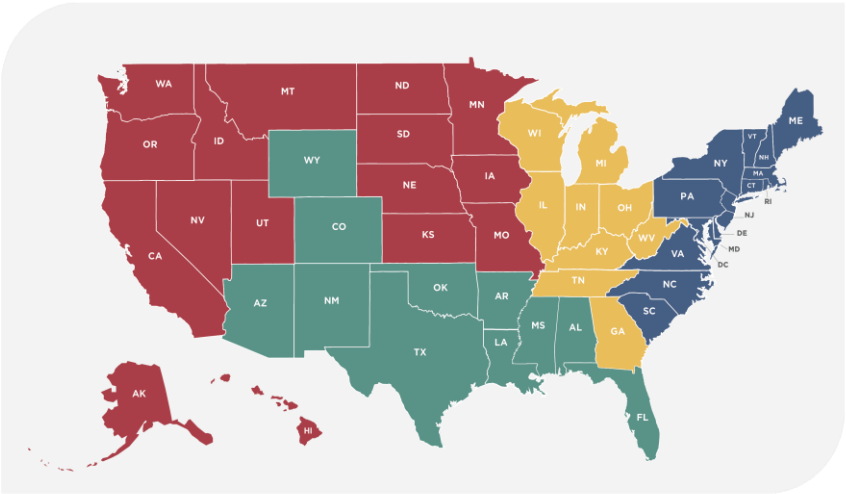 WA
MT
ND
MN
ME
VT
OR
ID
SD
WI
NH
NY
WY
MI
MA
CT
RI
NE
IA
PA
NV
UT
CO
IL
IN
OH
NJ
DE
MD
DC
CA
KS
MO
WV
VA
KY
NC
TN
AZ
NM
OK
AR
SC
MS
AL
GA
LA
TX
AK
FL
HI